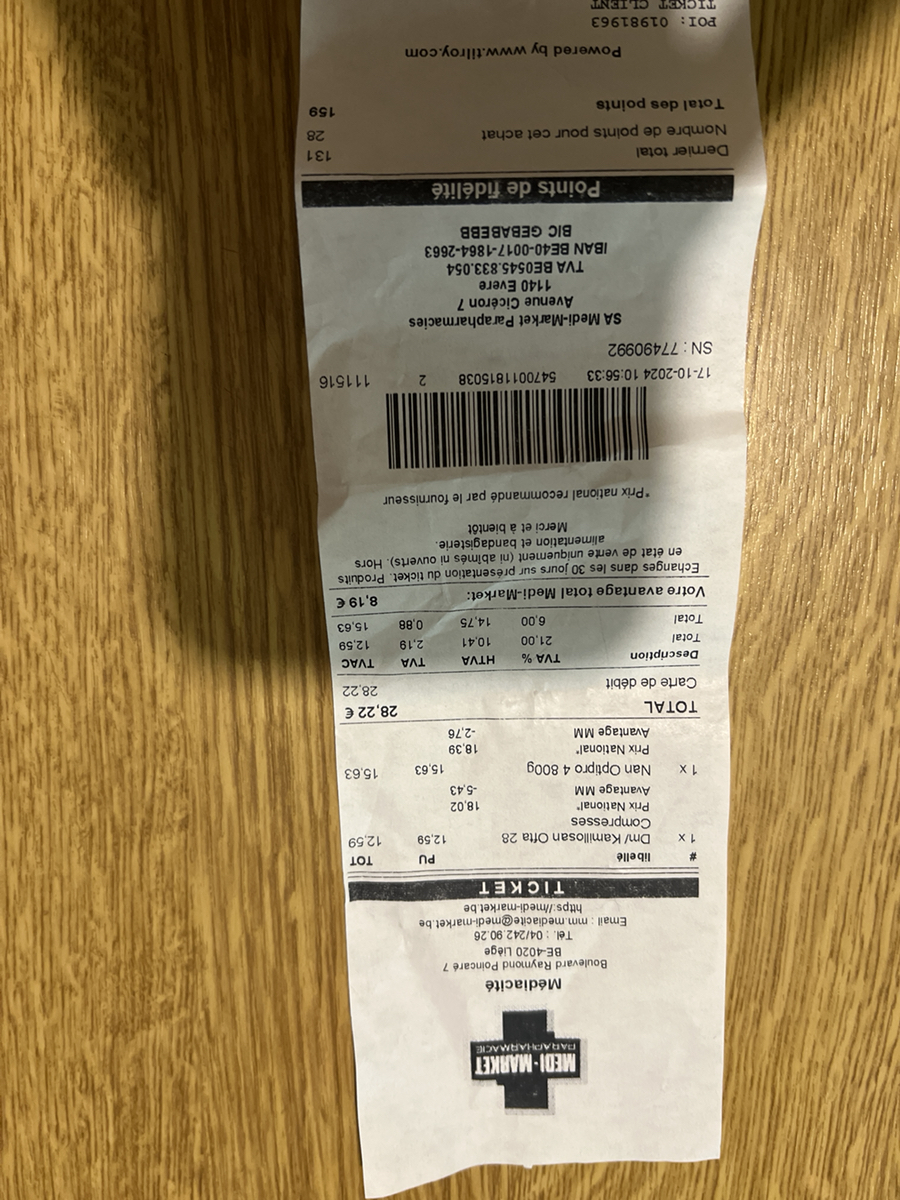 MEDI-MARKET
PARAPHARMACIE
Médiacité
Boulevard Raymond Poincaré 7
BE-4020 Liège
Tél. : 04/242.90.26
Email : mm.mediacite@medi-market.be
https://medi-market.be
TICKET
# libellé PU TOT
1 x Dm/ Kamillosan Ofta 28 12,59 12,59
Compresses
Prix National* 18,02
Avantage MM -5,43
1 x Nan Optipro 4 800g 15,63 15,63
Prix National* 18,39
Avantage MM -2,76
TOTAL 28,22 €
Carte de débit 28,22
Description TVA % HTVA TVA TVAC
Total 21,00 10,41 2,19 12,59
Total 6,00 14,75 0,88 15,63
Votre avantage total Medi-Market: 8,19 €
Echanges dans les 30 jours sur présentation du ticket. Produits
en état de vente uniquement (ni abîmés ni ouverts). Hors
alimentation et bandagisterie.
Merci et à bientôt
*Prix national recommandé par le fournisseur
17-10-2024 10:56:33 5470011815038 2 111516
SN : 77490992
SA Medi-Market Parapharmacies
Avenue Cicéron 7
1140 Evere
TVA BE0545.833.054
IBAN BE40-0017-1864-2663
BIC GEBABEBB
Points de fidélité
Dernier total 131
Nombre de points pour cet achat 28
Total des points 159
Powered by www.tilroy.com
POI: 01981963
TICKET CLIENT